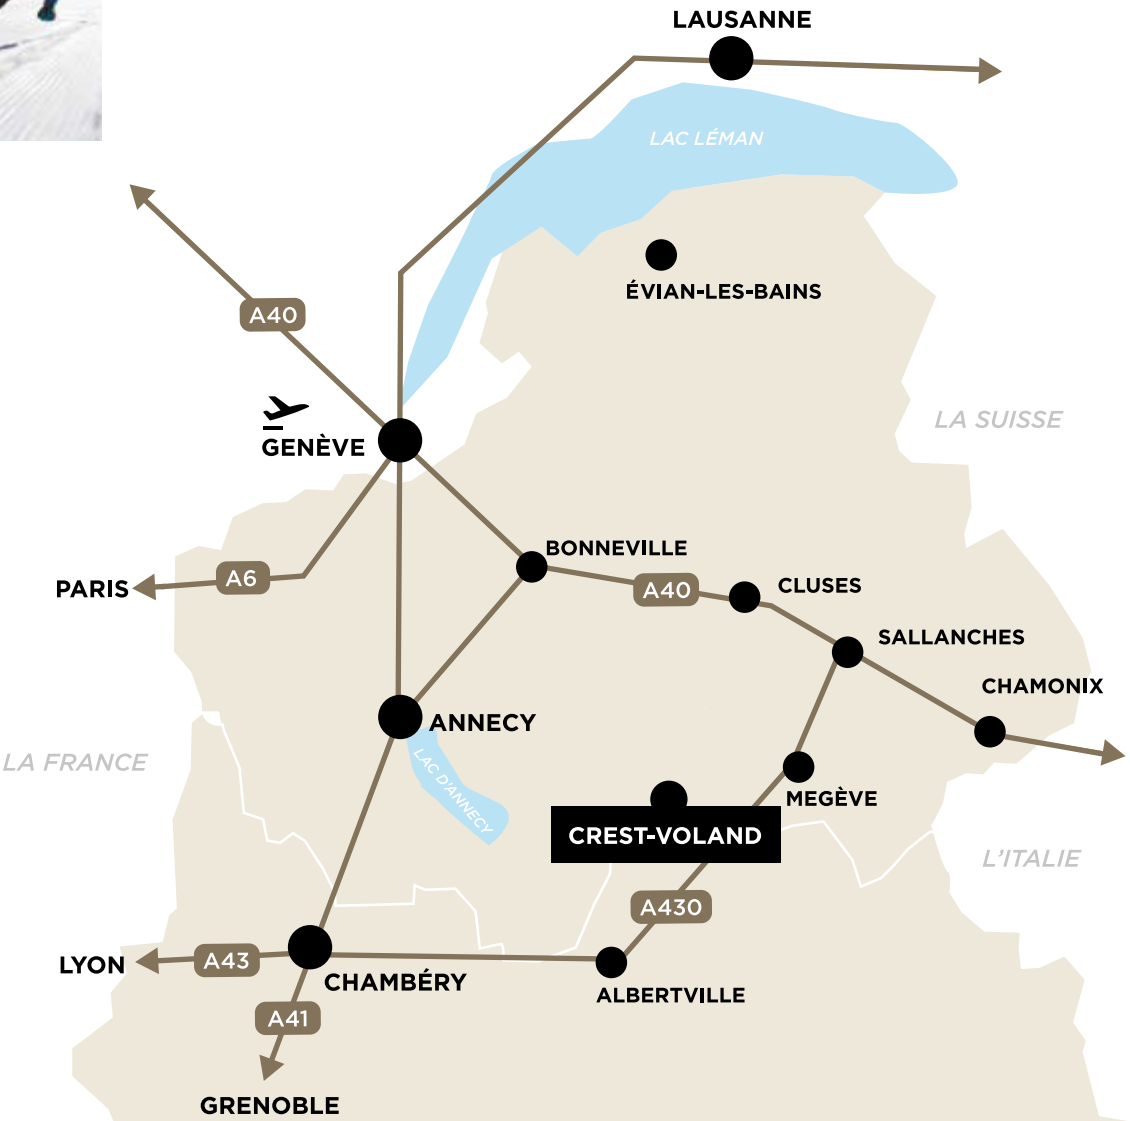 LAUSANNE
LAC LÉMAN
ÉVIAN-LES-BAINS
A40
LA SUISSE
GENÈVE
BONNEVILLE
A6
PARIS
A40
CLUSES
SALLANCHES
CHAMONIX
ANNECY
LA FRANCE
LAC D'ANNECY
MEGÈVE
CREST-VOLAND
L'ITALIE
A430
LYON
A43
CHAMBÉRY
ALBERTVILLE
A41
GRENOBLE